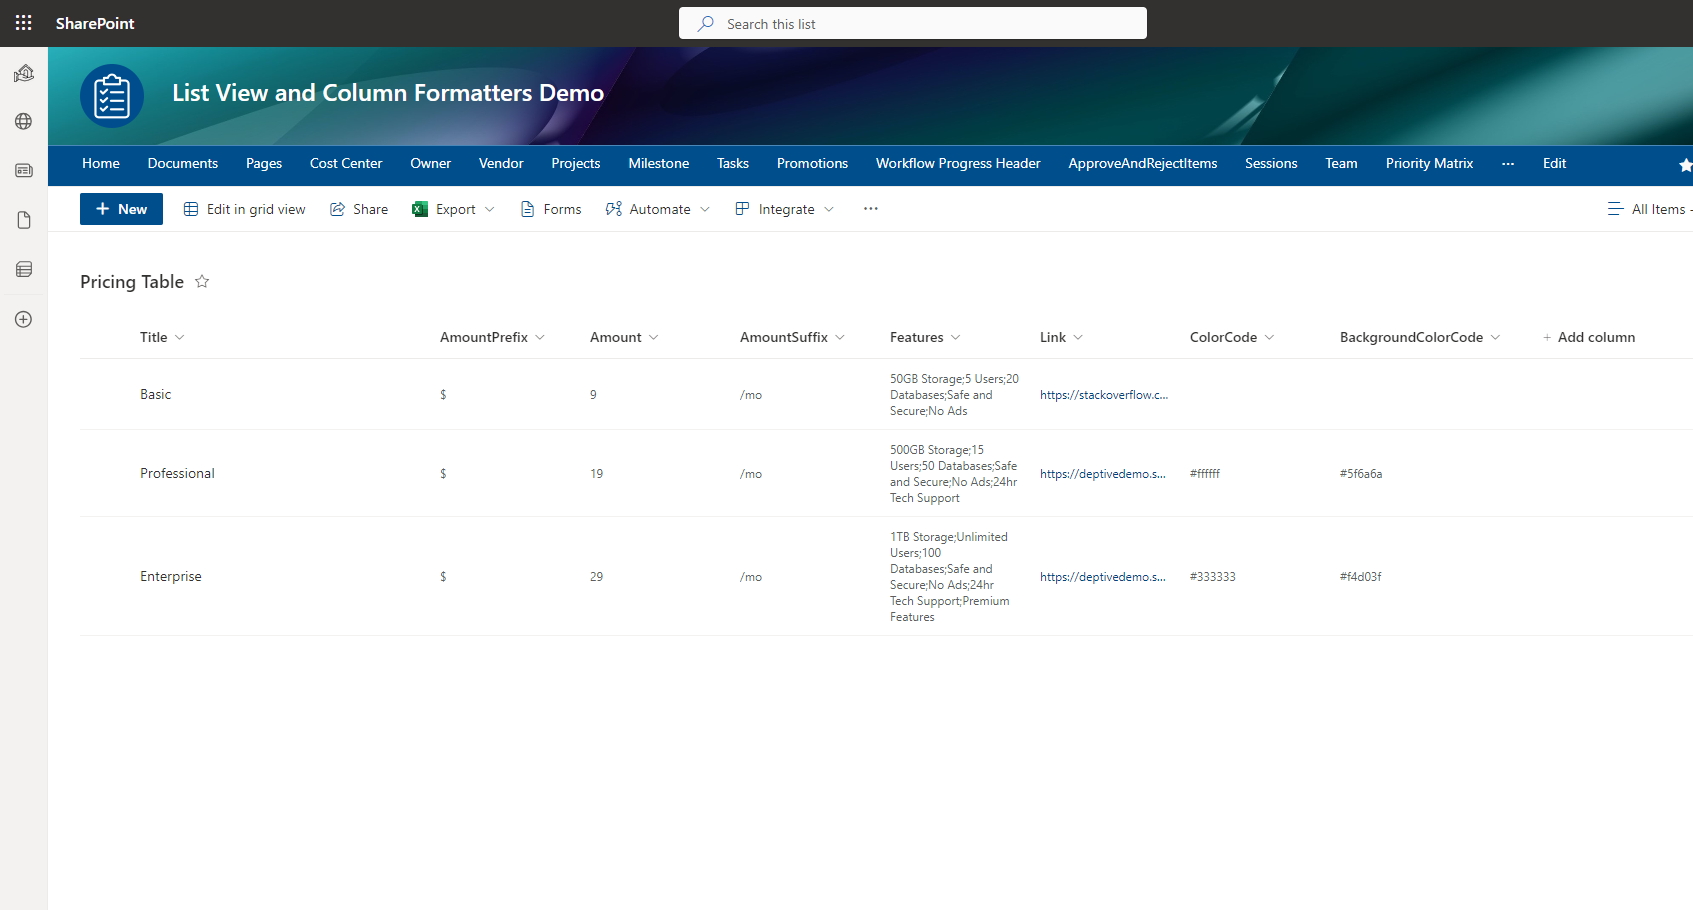 SharePoint
Search this list
List View and Column Formatters Demo
Home Documents Pages Cost Center Owner Vendor Projects Milestone Tasks Promotions Workflow Progress Header ApproveAndRejectItems Sessions Team Priority Matrix ··· Edit
+ New Edit in grid view Share Export Forms Automate Integrate ··· All Items -
Pricing Table
Title AmountPrefix Amount AmountSuffix Features Link ColorCode BackgroundColorCode + Add column
50GB Storage;5 Users;20
Basic $ 9 /mo Databases;Safe and https://stackoverflow.c...
Secure;No Ads
500GB Storage;15
Users;50 Databases;Safe
Professional $ 19 /mo https://deptivedemo.s... #ffffff #5f6a6a
and Secure;No Ads;24hr
Tech Support
1TB Storage;Unlimited
Users;100
Databases;Safe and
Enterprise $ 29 /mo https://deptivedemo.s... #333333 #f4d03f
Secure;No Ads;24hr
Tech Support;Premium
Features